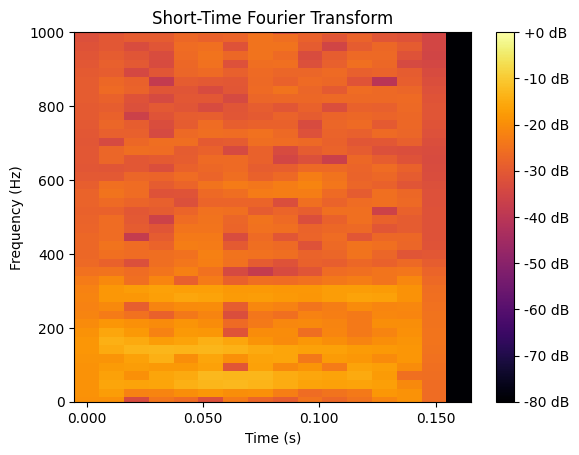 Short-Time Fourier Transform
1000
800
600
400
200
0
Frequency (Hz)
0.000
0.050
0.100
0.150
Time (s)
+0 dB
-10 dB
-20 dB
-30 dB
-40 dB
-50 dB
-60 dB
-70 dB
-80 dB